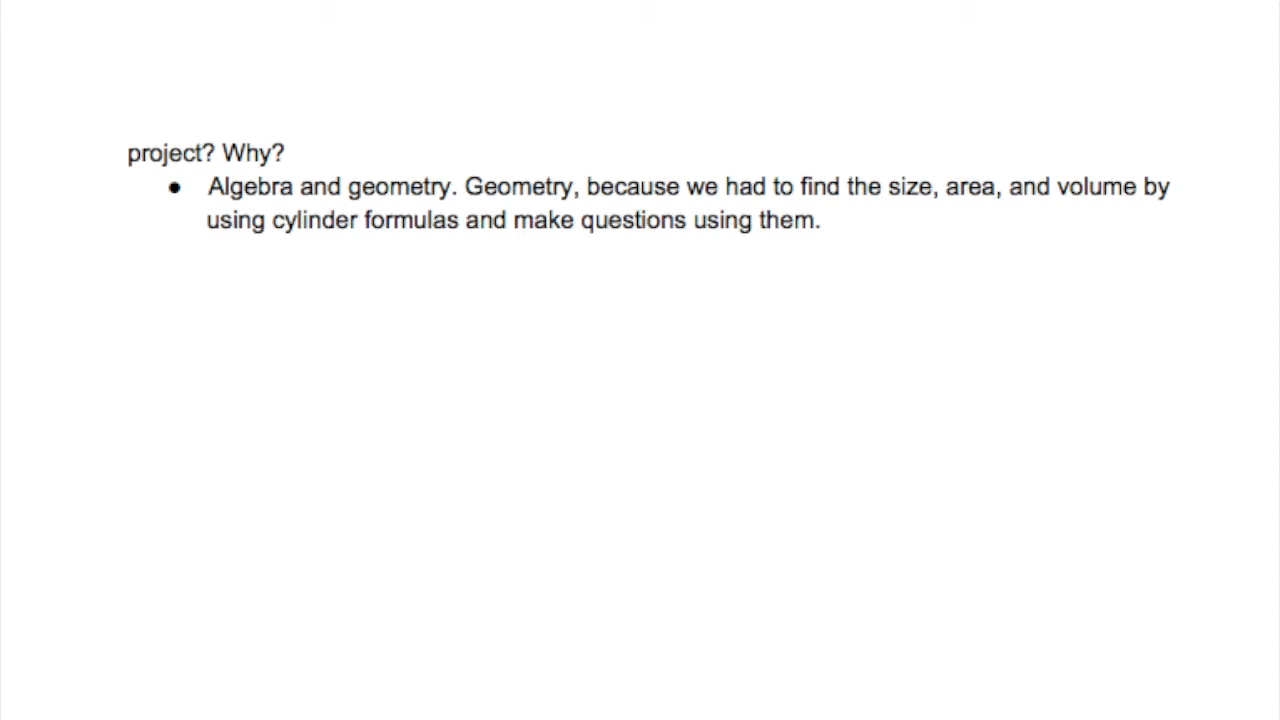 project? Why?
● Algebra and geometry. Geometry, because we had to find the size, area, and volume by
using cylinder formulas and make questions using them.